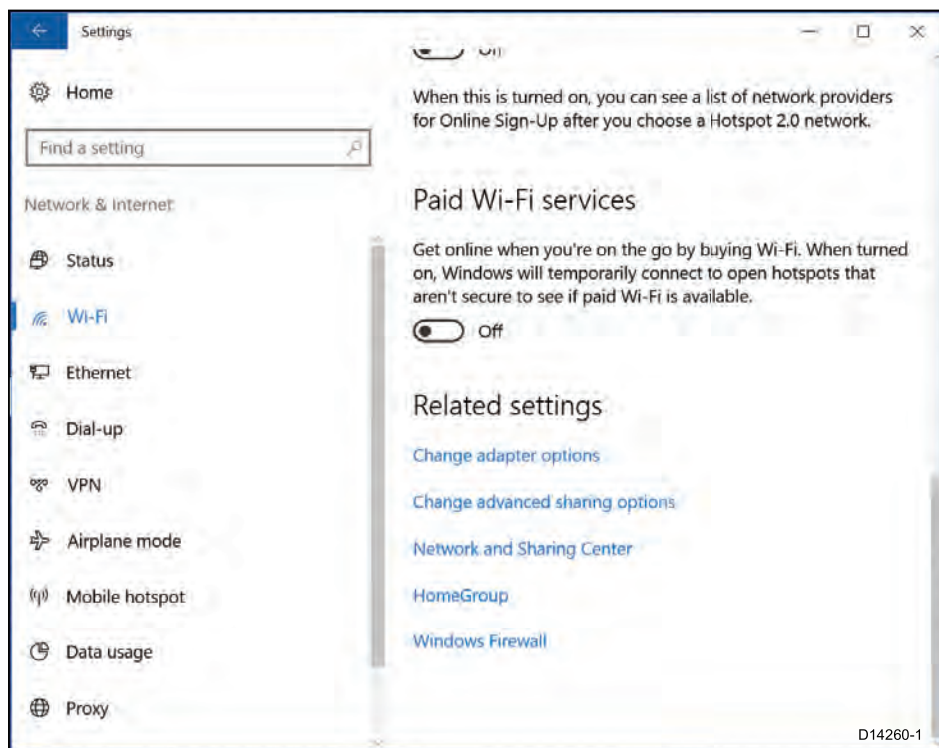 Settings
Home
Find a setting
Network & Internet
Status
Wi-Fi
Ethernet
Dial-up
VPN
Airplane mode
Mobile hotspot
Data usage
Proxy
When this is turned on, you can see a list of network providers
for Online Sign-Up after you choose a Hotspot 2.0 network.
Paid Wi-Fi services
Get online when you're on the go by buying Wi-Fi. When turned
on, Windows will temporarily connect to open hotspots that
aren't secure to see if paid Wi-Fi is available.
Off
Related settings
Change adapter options
Change advanced sharing options
Network and Sharing Center
HomeGroup
Windows Firewall
D14260-1